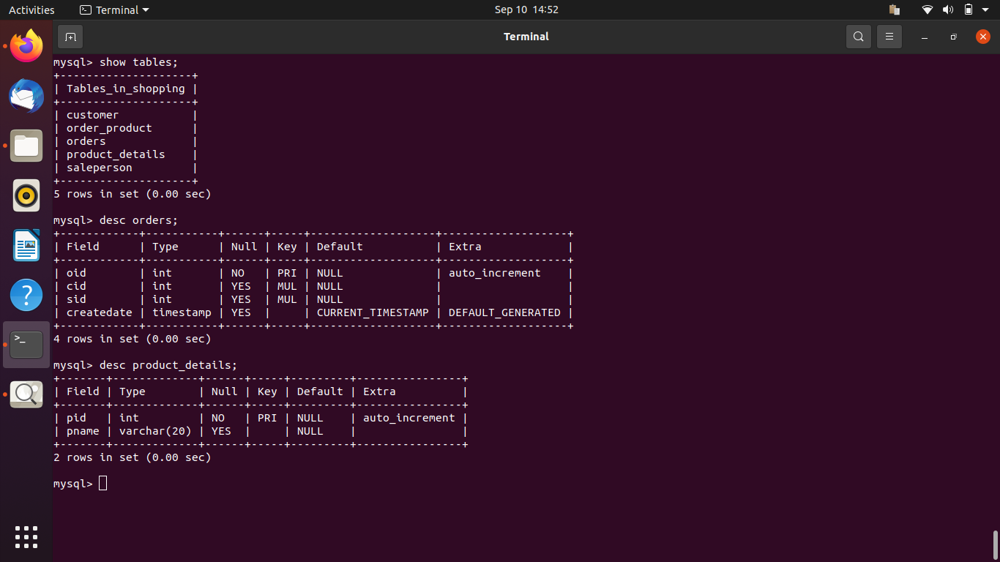 Activities Terminal Sep 10 14:52
Terminal
mysql> show tables;
+--------------------+
| Tables_in_shopping |
+--------------------+
| customer           |
| order_product      |
| orders             |
| product_details    |
| saleperson         |
+--------------------+
5 rows in set (0.00 sec)
mysql> desc orders;
+------------+-----------+------+-----+-------------------+-------------------+
| Field      | Type      | Null | Key | Default           | Extra             |
+------------+-----------+------+-----+-------------------+-------------------+
| oid        | int       | NO   | PRI | NULL              | auto_increment    |
| cid        | int       | YES  | MUL | NULL              |                   |
| sid        | int       | YES  | MUL | NULL              |                   |
| createdate | timestamp | YES  |     | CURRENT_TIMESTAMP | DEFAULT_GENERATED |
+------------+-----------+------+-----+-------------------+-------------------+
4 rows in set (0.00 sec)
mysql> desc product_details;
+-------+-------------+------+-----+---------+----------------+
| Field | Type        | Null | Key | Default | Extra          |
+-------+-------------+------+-----+---------+----------------+
| pid   | int         | NO   | PRI | NULL    | auto_increment |
| pname | varchar(20) | YES  |     | NULL    |                |
+-------+-------------+------+-----+---------+----------------+
2 rows in set (0.00 sec)
mysql>